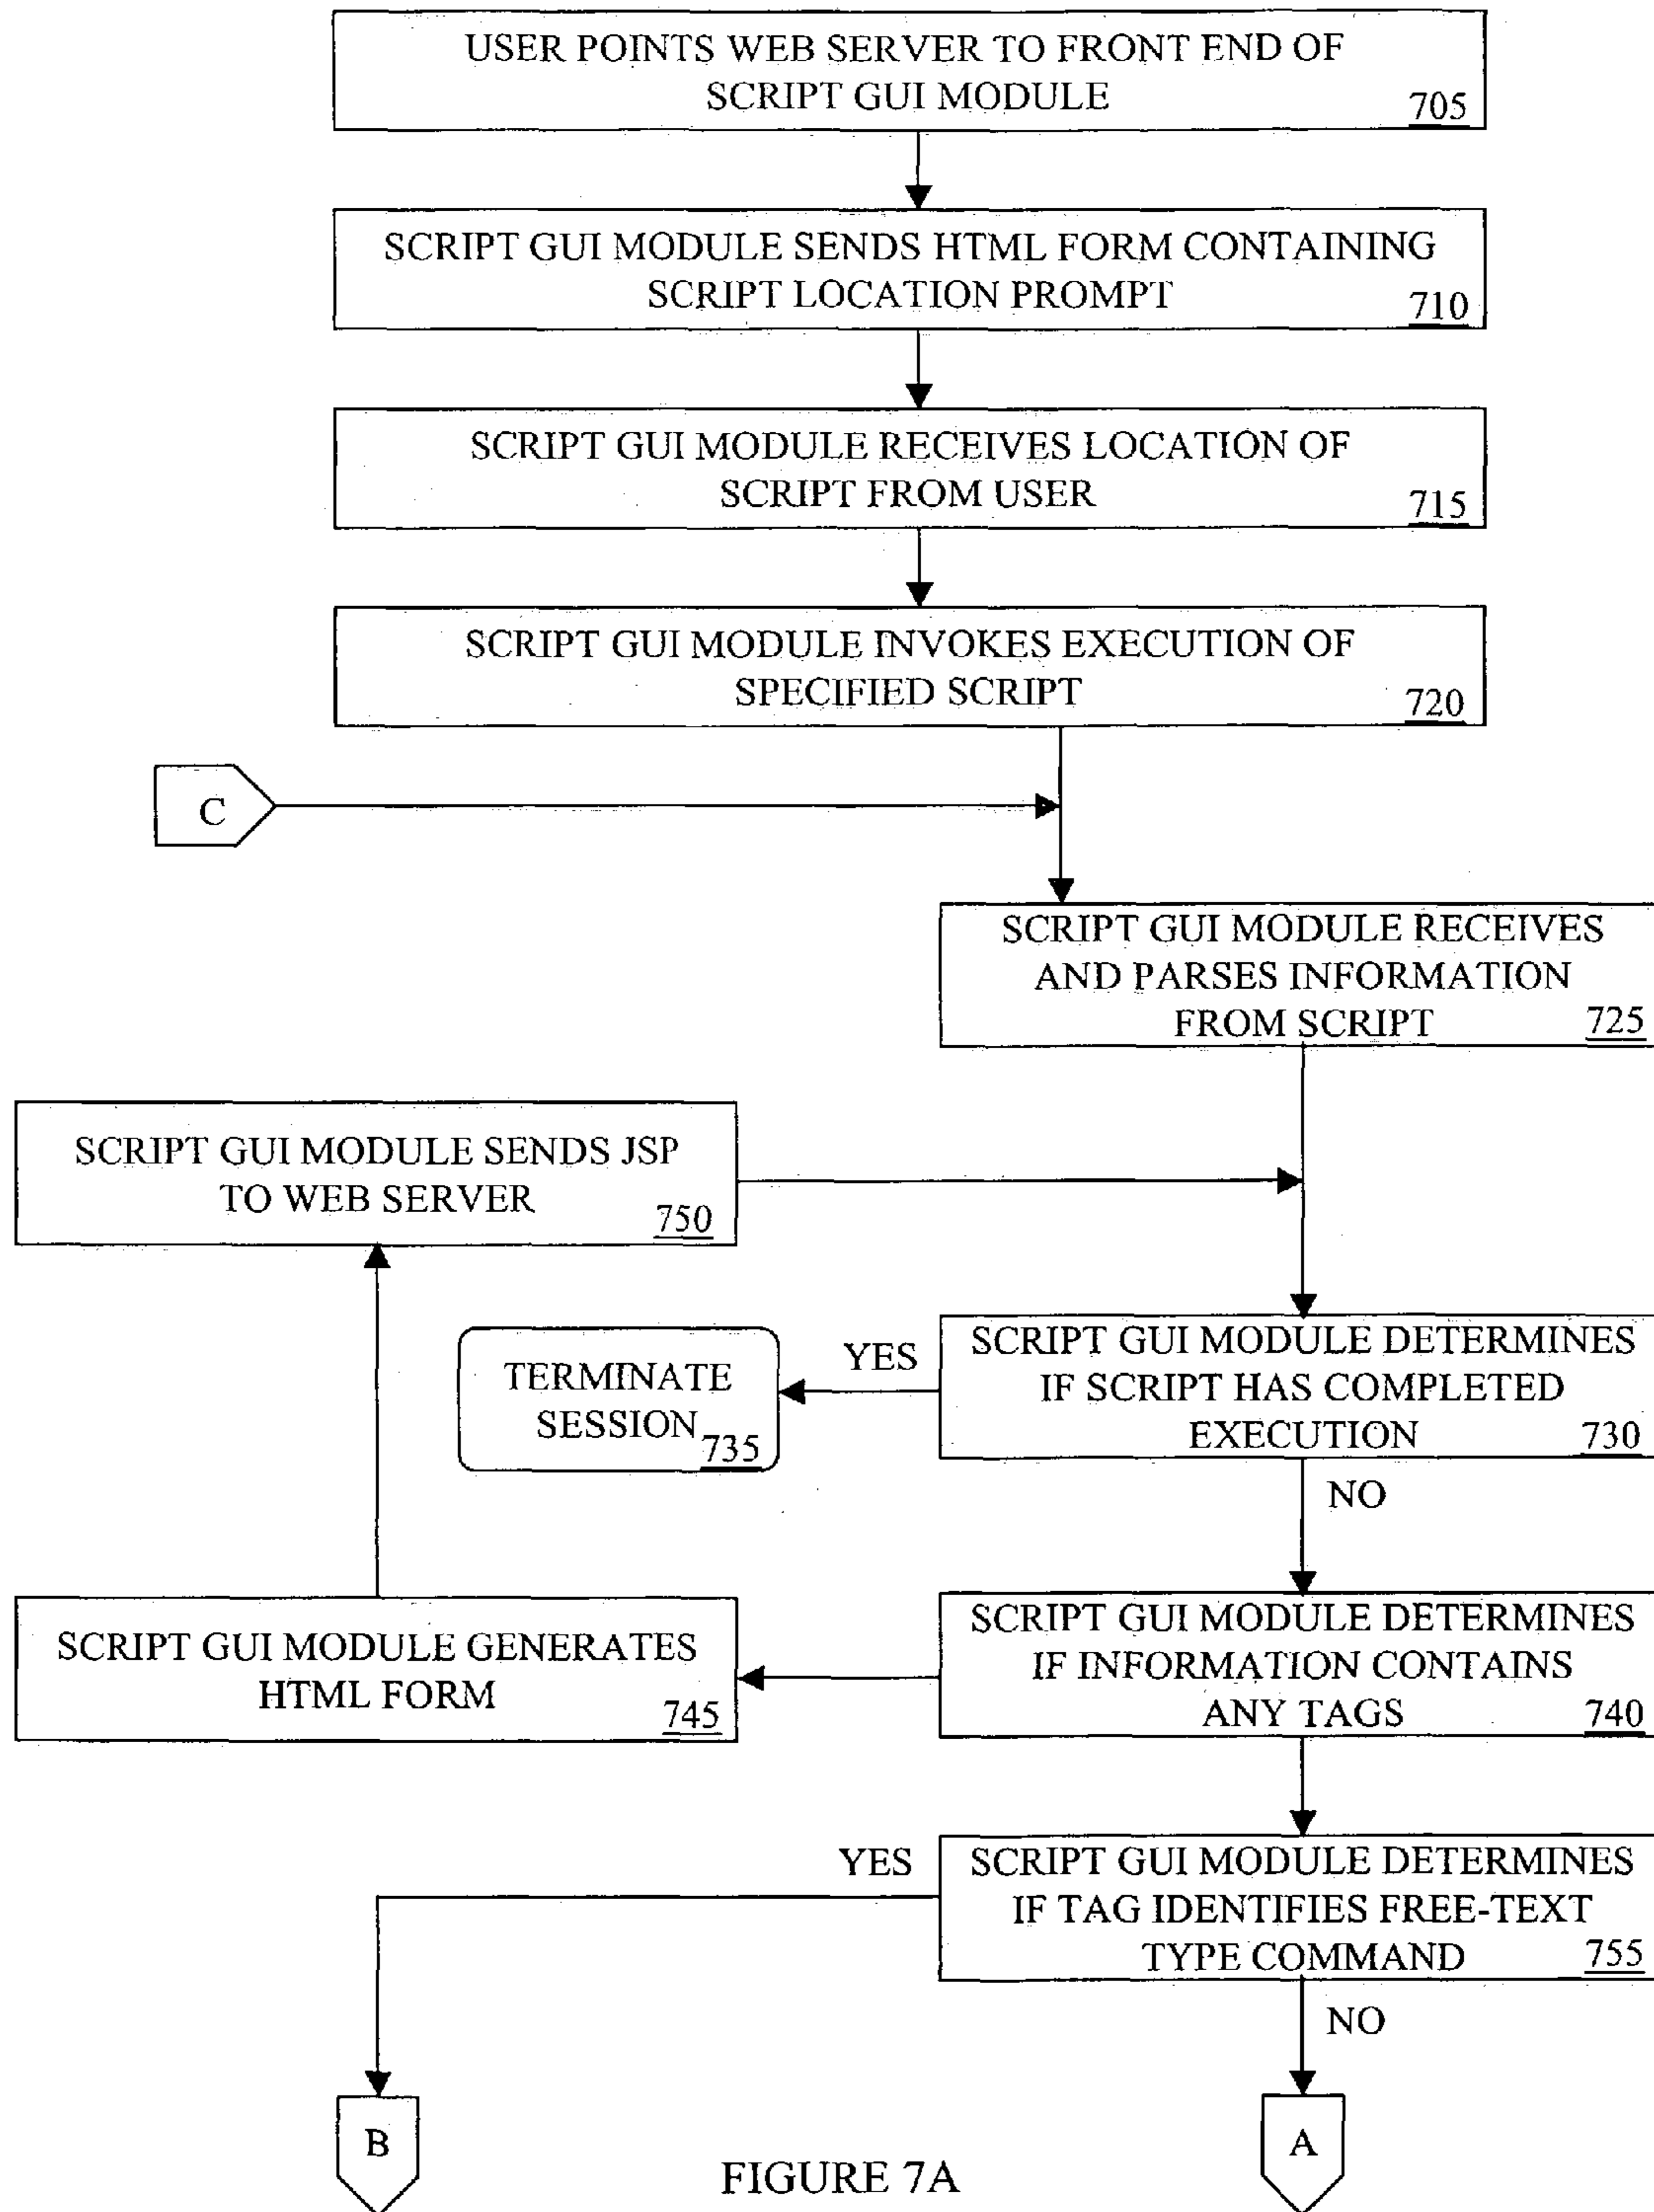 USER POINTS WEB SERVER TO FRONT END OF
SCRIPT GUI MODULE
705
SCRIPT GUI MODULE SENDS HTML FORM CONTAINING
SCRIPT LOCATION PROMPT
710
SCRIPT GUI MODULE RECEIVES LOCATION OF
SCRIPT FROM USER
715
SCRIPT GUI MODULE INVOKES EXECUTION OF
SPECIFIED SCRIPT
720
C
SCRIPT GUI MODULE RECEIVES
AND PARSES INFORMATION
FROM SCRIPT
725
SCRIPT GUI MODULE SENDS JSP
TO WEB SERVER
750
TERMINATE
SESSION
735
YES
SCRIPT GUI MODULE DETERMINES
IF SCRIPT HAS COMPLETED
EXECUTION
730
NO
SCRIPT GUI MODULE GENERATES
HTML FORM
745
SCRIPT GUI MODULE DETERMINES
IF INFORMATION CONTAINS
ANY TAGS
740
YES
SCRIPT GUI MODULE DETERMINES
IF TAG IDENTIFIES FREE-TEXT
TYPE COMMAND
755
NO
B
A
FIGURE 7A